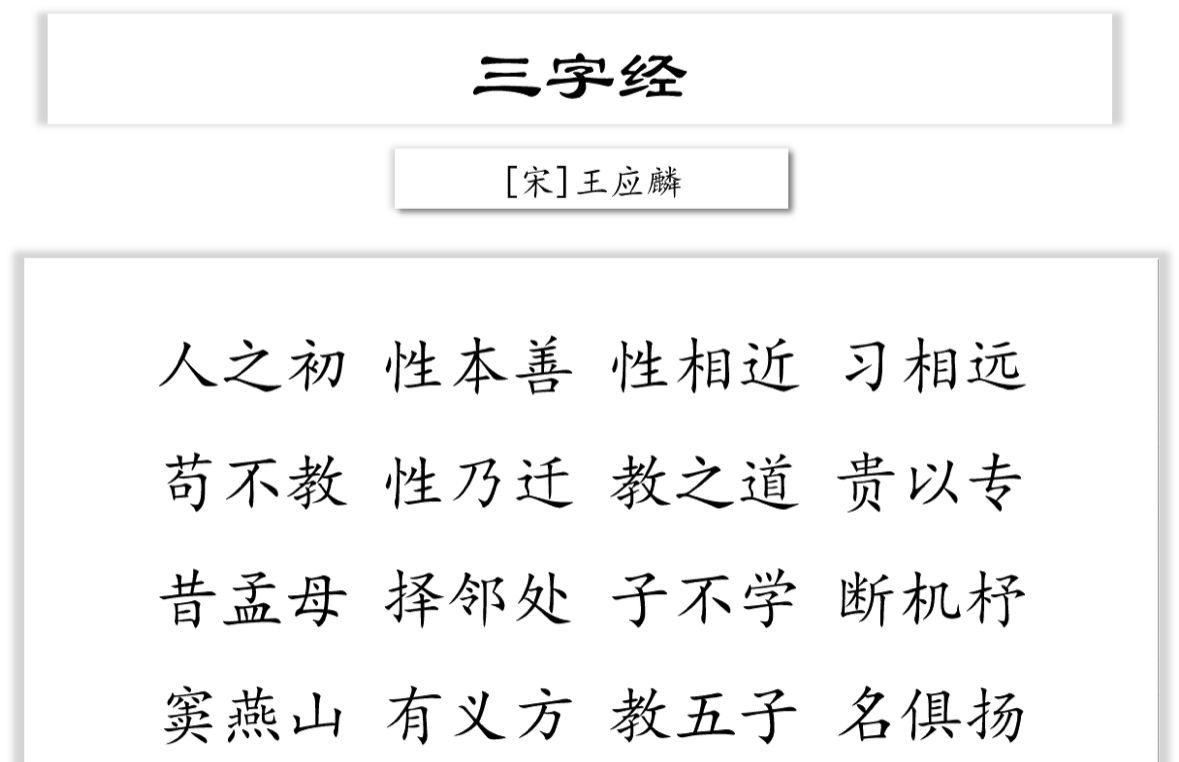 三字经
[宋]王应麟
人之初 性本善 性相近 习相远
苟不教 性乃迁 教之道 贵以专
昔孟母 择邻处 子不学 断机杼
窦燕山 有义方 教五子 名俱扬